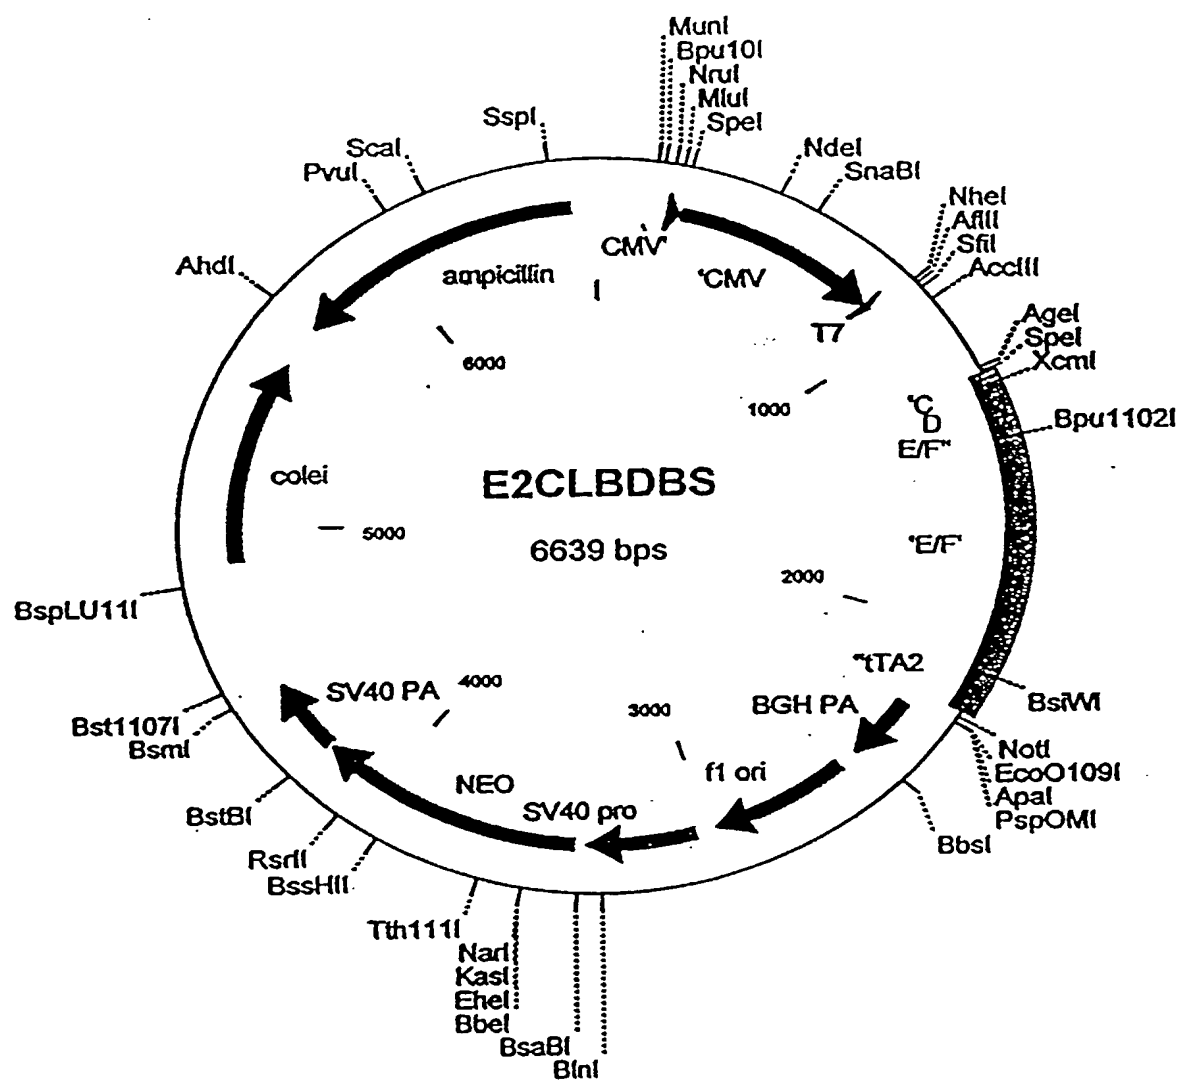 MunI
Bpu10I
NruI
MluI
SpeI
SspI
ScaI
PvuI
NdeI
SnaBI
NheI
AflII
SfiI
AccIII
AhdI
CMV'
'CMV
ampicillin
1
T7
AgeI
SpeI
XcmI
6000
1000
'C
D
E/F"
Bpu1102I
colei
E2CLBDBS
5000
6639 bps
'E/F'
2000
BspLU11I
"tTA2
SV40 PA
4000
BGH PA
3000
BsiWI
Bst1107I
BsmI
NotI
EcoO109I
ApaI
PspOMI
f1 ori
NEO
SV40 pro
BstBI
BbsI
RsrII
BssHII
Tth111I
NarI
KasI
EheI
BbeI
BsaBI
BlnI